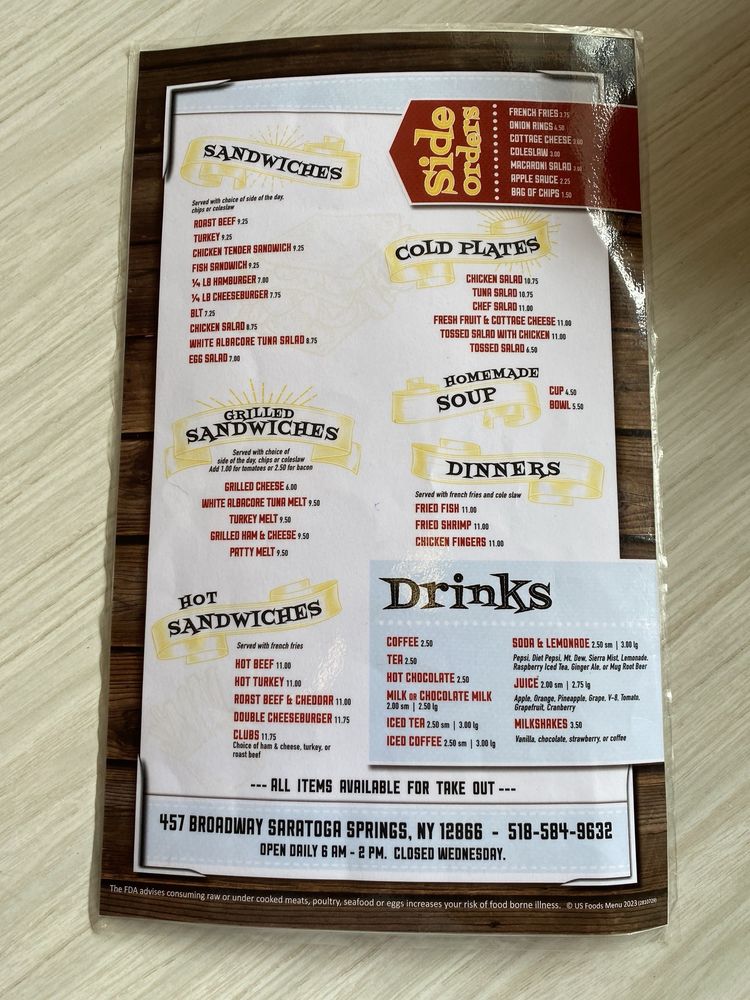 Side orders
FRENCH FRIES 3.75
ONION RINGS 4.50
COTTAGE CHEESE
COLESLAW 3.00
MACARONI SALAD
APPLE SAUCE 2.25
BAG OF CHIPS 1.50
SANDWICHES
Served with choice of side of the day,
chips or coleslaw
ROAST BEEF 9.25
TURKEY 9.25
CHICKEN TENDER SANDWICH 9.25
FISH SANDWICH 9.25
¼ LB HAMBURGER 7.00
¼ LB CHEESEBURGER 7.75
BLT 7.25
CHICKEN SALAD 8.75
WHITE ALBACORE TUNA SALAD 8.75
EGG SALAD 7.00
GRILLED
SANDWICHES
Served with choice of
side of the day, chips or coleslaw
Add 1.00 for tomatoes or 2.50 for bacon
GRILLED CHEESE 6.00
WHITE ALBACORE TUNA MELT 9.50
TURKEY MELT 9.50
GRILLED HAM & CHEESE 9.50
PATTY MELT 9.50
HOT
SANDWICHES
Served with french fries
HOT BEEF 11.00
HOT TURKEY 11.00
ROAST BEEF & CHEDDAR 11.00
DOUBLE CHEESEBURGER 11.75
CLUBS 11.75
Choice of ham & cheese, turkey, or
roast beef
COLD PLATES
CHICKEN SALAD 10.75
TUNA SALAD 10.75
CHEF SALAD 11.00
FRESH FRUIT & COTTAGE CHEESE 11.00
TOSSED SALAD WITH CHICKEN 11.00
TOSSED SALAD 6.50
HOMEMADE
SOUP
CUP 4.50
BOWL 5.50
DINNERS
Served with french fries and cole slaw
FRIED FISH 11.00
FRIED SHRIMP 11.00
CHICKEN FINGERS 11.00
Drinks
COFFEE 2.50
TEA 2.50
HOT CHOCOLATE 2.50
MILK OR CHOCOLATE MILK
2.00 sm | 2.50 lg
ICED TEA 2.50 sm | 3.00 lg
ICED COFFEE 2.50 sm | 3.00 lg
SODA & LEMONADE 2.50 sm | 3.00 lg
Pepsi, Diet Pepsi, Mt. Dew, Sierra Mist, Lemonade,
Raspberry Iced Tea, Ginger Ale, or Mug Root Beer
JUICE 2.00 sm | 2.75 lg
Apple, Orange, Pineapple, Grape, V-8, Tomato,
Grapefruit, Cranberry
MILKSHAKES 3.50
Vanilla, chocolate, strawberry, or coffee
--- ALL ITEMS AVAILABLE FOR TAKE OUT ---
457 BROADWAY SARATOGA SPRINGS, NY 12866 - 518-584-9632
OPEN DAILY 6 AM - 2 PM. CLOSED WEDNESDAY.
The FDA advises consuming raw or under cooked meats, poultry, seafood or eggs increases your risk of food borne illness. © US Foods Menu 2023 (2810729)